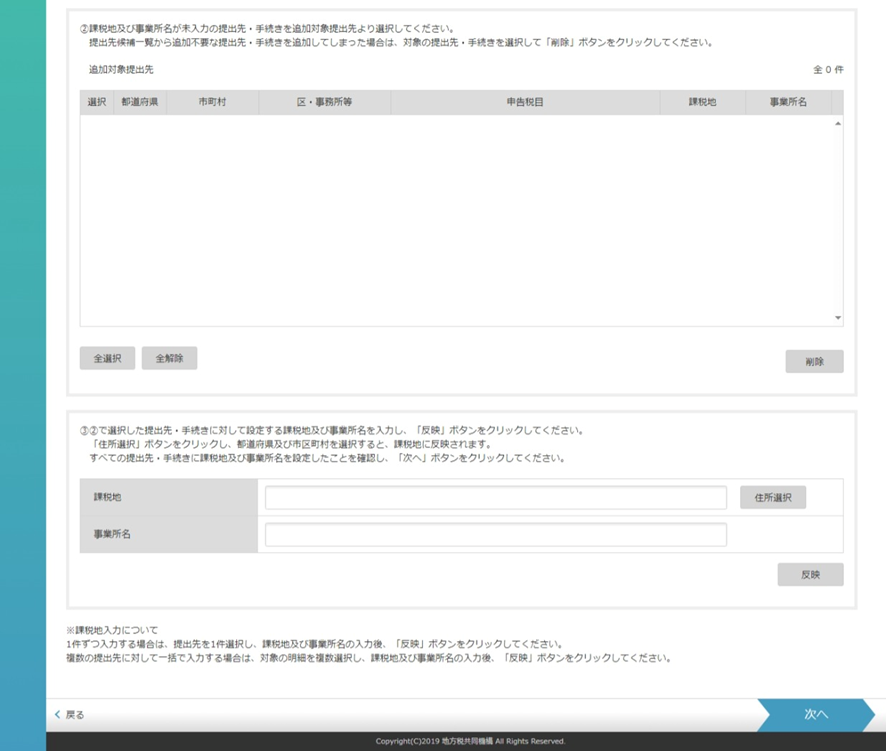 ②課税地及び事業所名が未入力の提出先・手続きを追加対象提出先より選択してください。
提出先候補一覧から追加不要な提出先・手続きを追加してしまった場合は、対象の提出先・手続きを選択して「削除」ボタンをクリックしてください。
追加対象提出先 全 0 件
選択 都道府県 市町村 区・事務所等 申告税目 課税地 事業所名
全選択 全解除 削除
③②で選択した提出先・手続きに対して設定する課税地及び事業所名を入力し、「反映」ボタンをクリックしてください。
「住所選択」ボタンをクリックし、都道府県及び市区町村を選択すると、課税地に反映されます。
すべての提出先・手続きに課税地及び事業所名を設定したことを確認し、「次へ」ボタンをクリックしてください。
課税地 住所選択
事業所名
反映
※課税地入力について
1件ずつ入力する場合は、提出先を1件選択し、課税地及び事業所名の入力後、「反映」ボタンをクリックしてください。
複数の提出先に対して一括で入力する場合は、対象の明細を複数選択し、課税地及び事業所名の入力後、「反映」ボタンをクリックしてください。
戻る 次へ
Copyright(C)2019 地方税共同機構 All Rights Reserved.